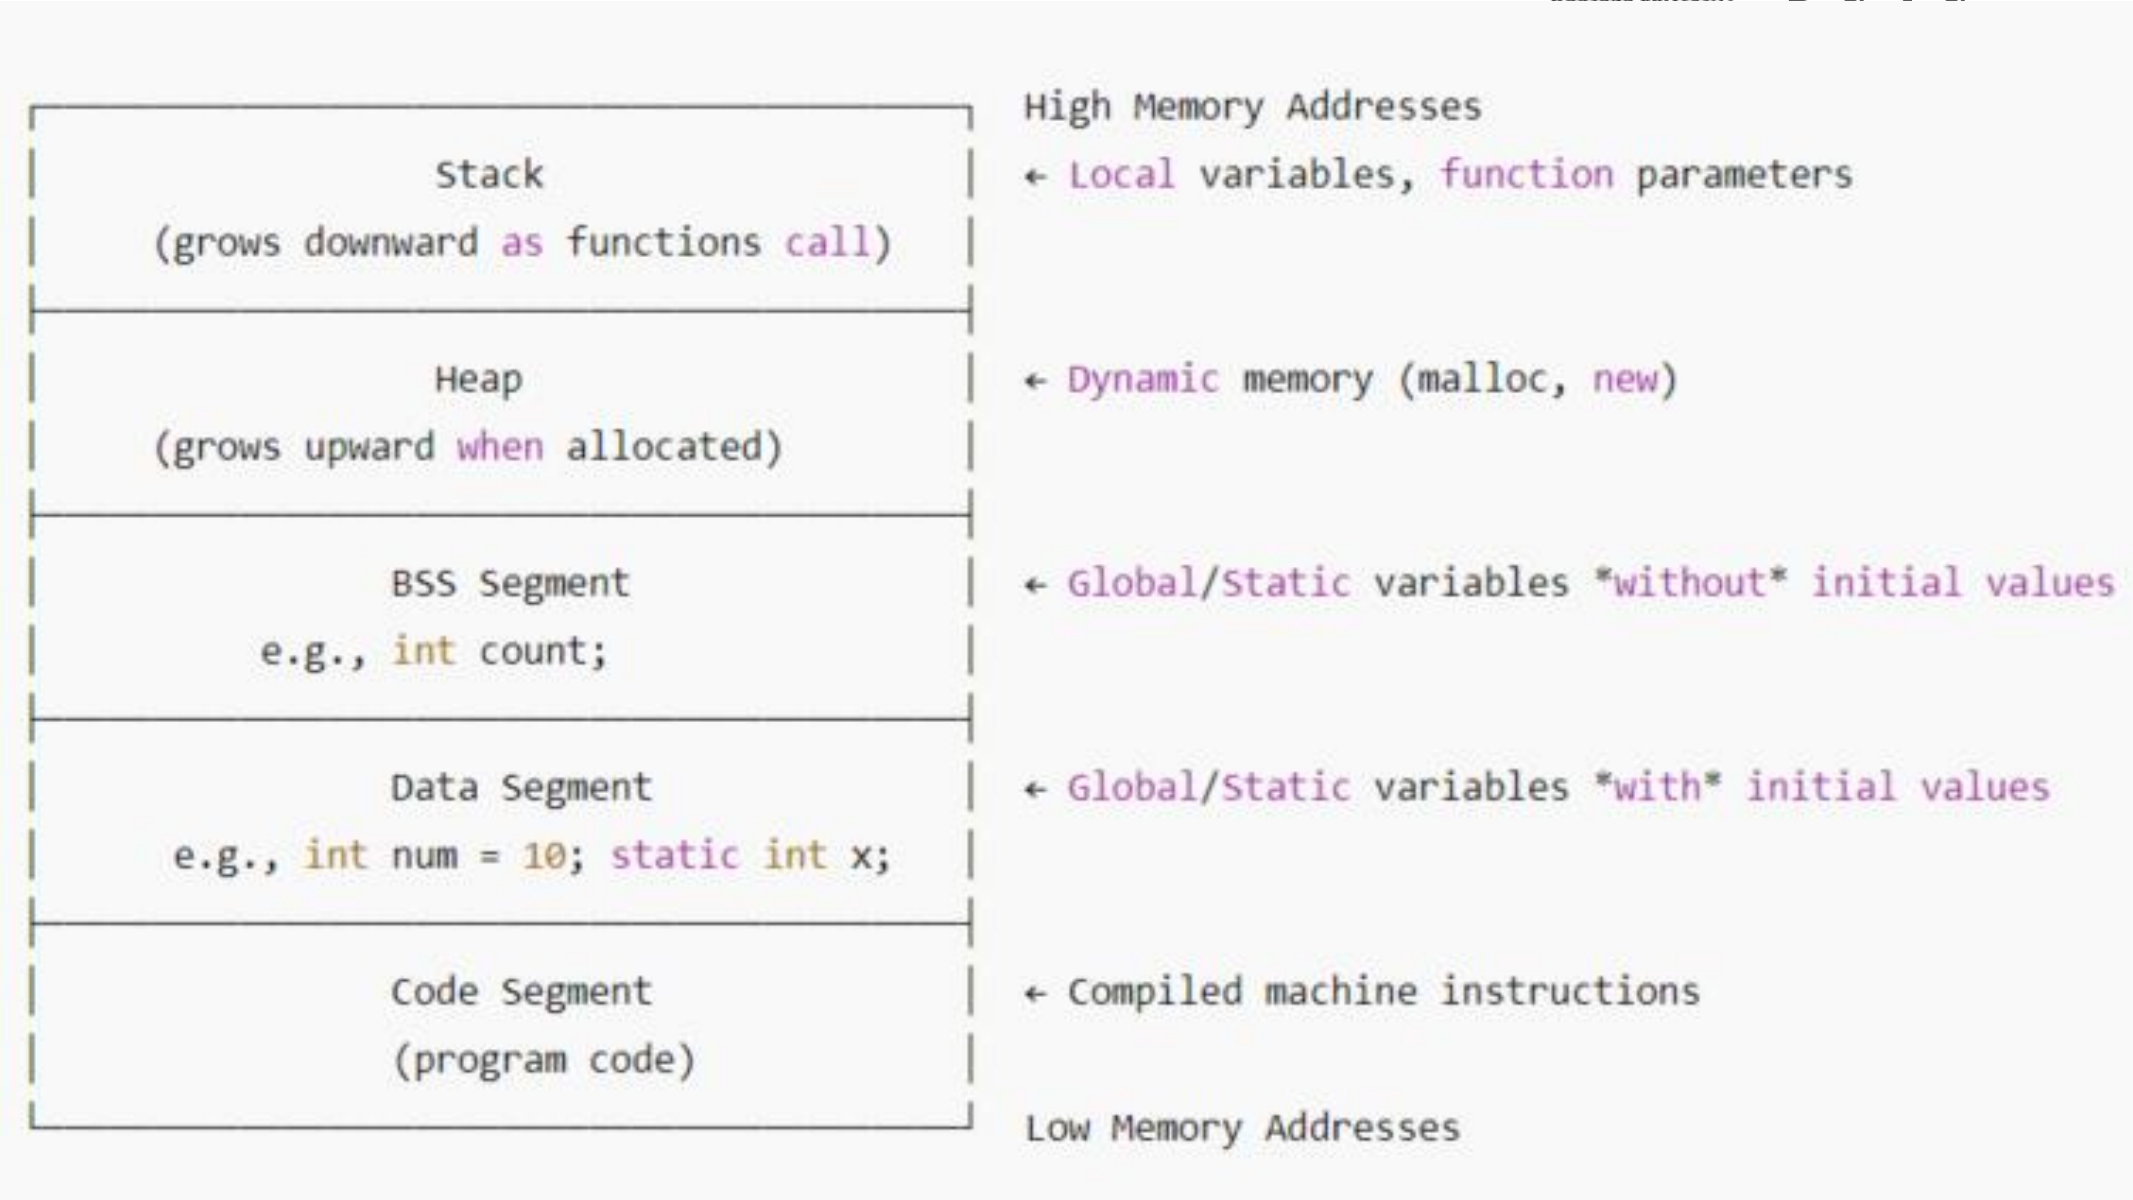 High Memory Addresses
Stack ← Local variables, function parameters
(grows downward as functions call)
Heap ← Dynamic memory (malloc, new)
(grows upward when allocated)
BSS Segment ← Global/Static variables *without* initial values
e.g., int count;
Data Segment ← Global/Static variables *with* initial values
e.g., int num = 10; static int x;
Code Segment ← Compiled machine instructions
(program code)
Low Memory Addresses